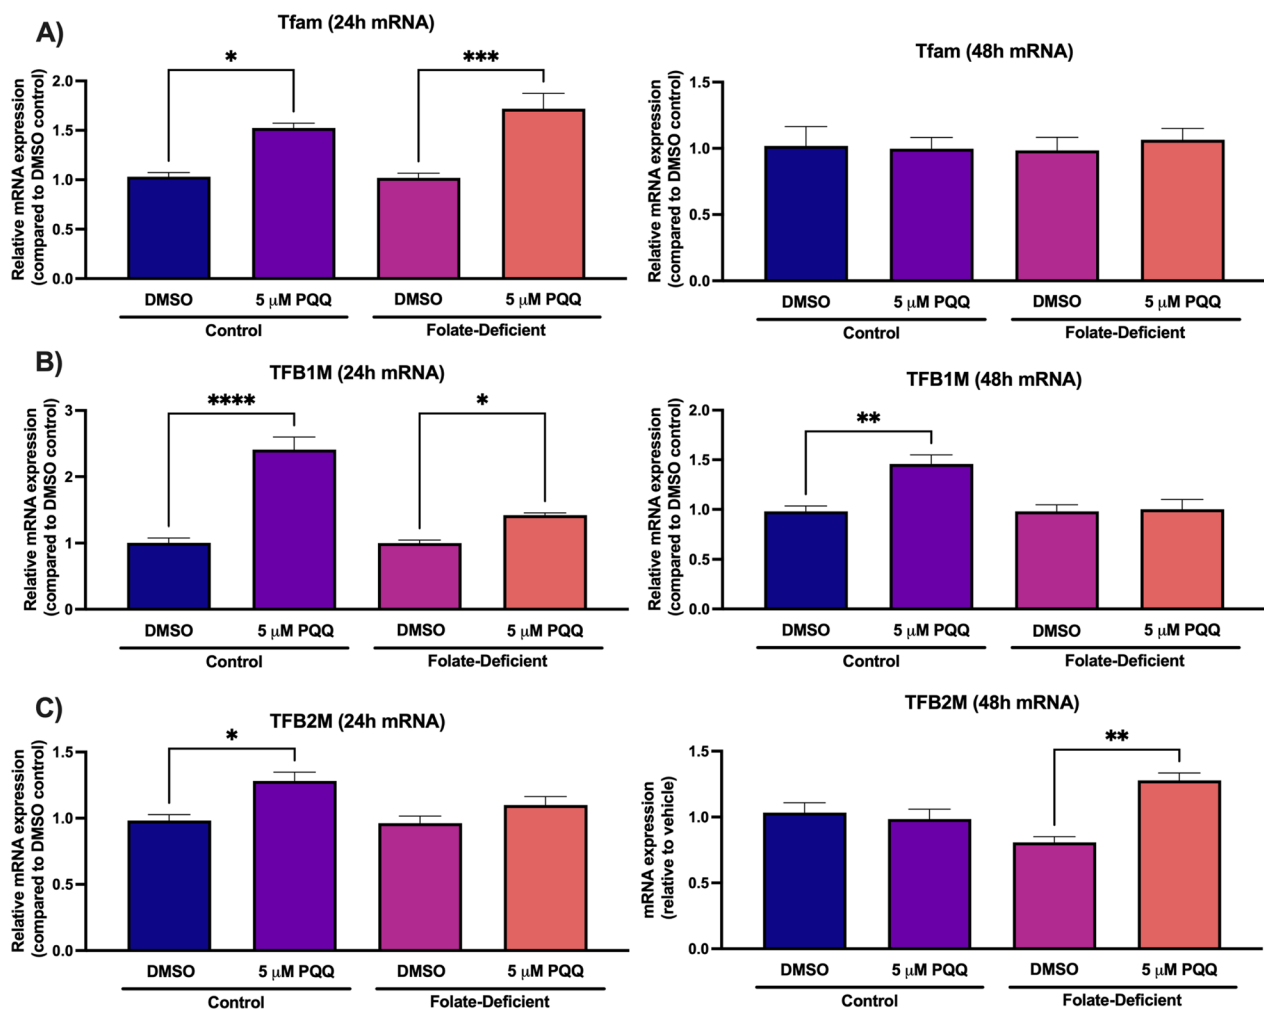 A)
Tfam (24h mRNA)
*
***
Relative mRNA expression
(compared to DMSO control)
2.0
1.5
1.0
0.5
0.0
DMSO
5 μM PQQ
DMSO
5 μM PQQ
Control
Folate-Deficient
Tfam (48h mRNA)
Relative mRNA expression
(compared to DMSO control)
1.5
1.0
0.5
0.0
DMSO
5 μM PQQ
DMSO
5 μM PQQ
Control
Folate-Deficient
B)
TFB1M (24h mRNA)
****
*
Relative mRNA expression
(compared to DMSO control)
3
2
1
0
DMSO
5 μM PQQ
DMSO
5 μM PQQ
Control
Folate-Deficient
TFB1M (48h mRNA)
**
Relative mRNA expression
(compared to DMSO control)
2.0
1.5
1.0
0.5
0.0
DMSO
5 μM PQQ
DMSO
5 μM PQQ
Control
Folate-Deficient
C)
TFB2M (24h mRNA)
*
Relative mRNA expression
(compared to DMSO control)
1.5
1.0
0.5
0.0
DMSO
5 μM PQQ
DMSO
5 μM PQQ
Control
Folate-Deficient
TFB2M (48h mRNA)
**
mRNA expression
(relative to vehicle)
1.5
1.0
0.5
0.0
DMSO
5 μM PQQ
DMSO
5 μM PQQ
Control
Folate-Deficient